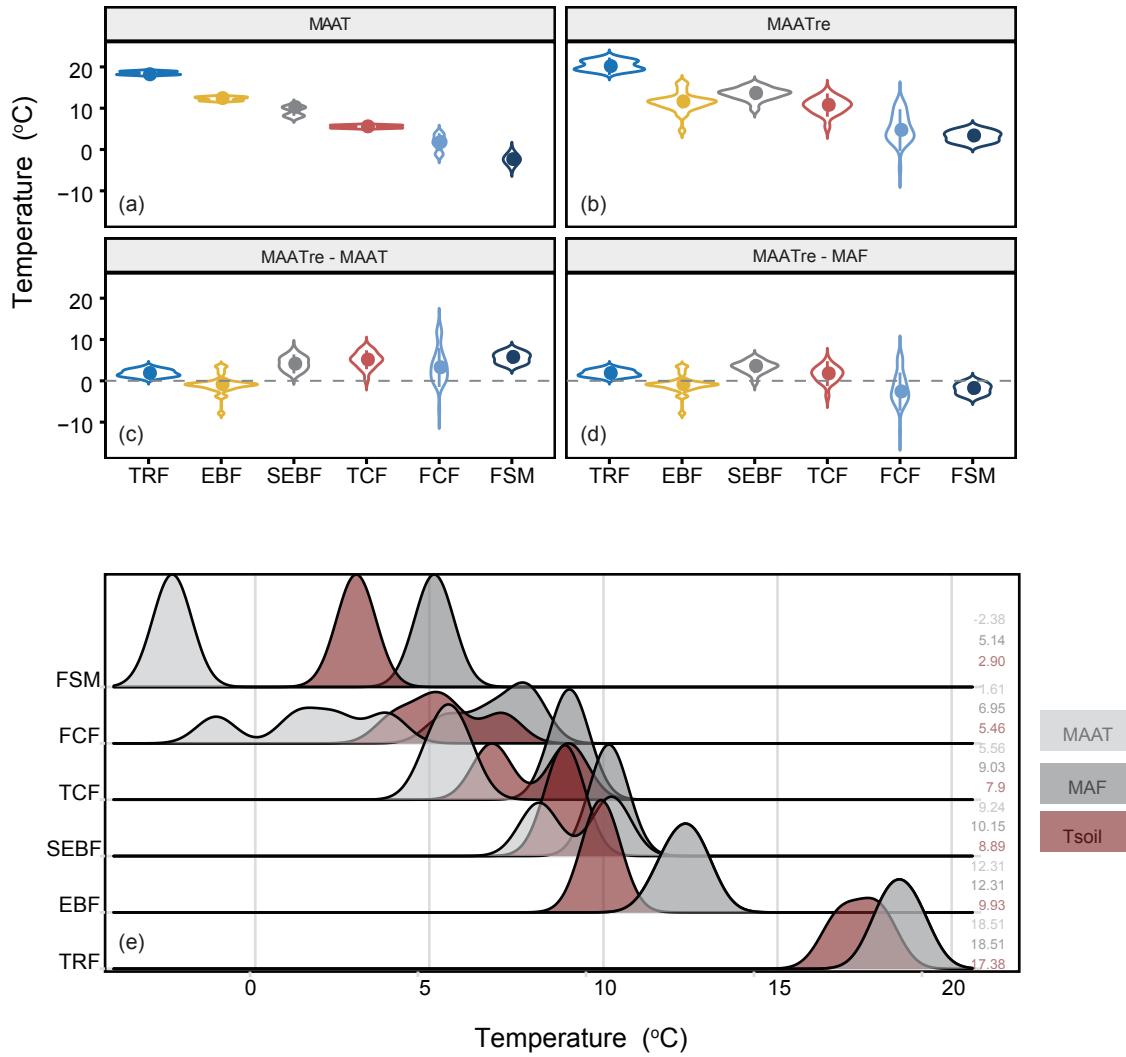 MAAT
MAATre
Temperature (°C)
20
10
0
−10
(a)
(b)
MAATre - MAAT
MAATre - MAF
20
10
0
−10
(c)
(d)
TRF EBF SEBF TCF FCF FSM
TRF EBF SEBF TCF FCF FSM
-2.38
5.14
2.90
FSM
1.61
6.95
5.46
FCF
5.56
9.03
7.9
TCF
9.24
10.15
8.89
SEBF
12.31
12.31
9.93
EBF
18.51
18.51
17.38
TRF
(e)
MAAT
MAF
Tsoil
0 5 10 15 20
Temperature (°C)